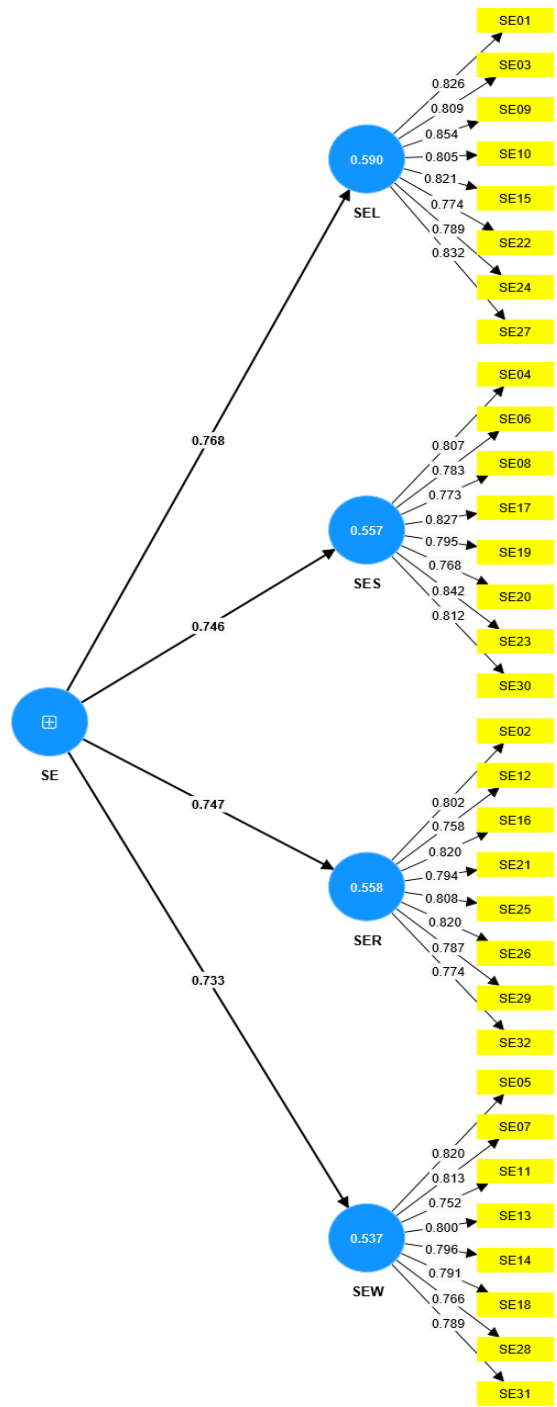 SE01
0.826
SE03
0.809
SE09
0.854
SE10
0.590
0.805
0.821
SE15
SEL
0.774
SE22
0.789
0.832
SE24
SE27
SE04
SE06
0.768
0.807
0.783
SE08
0.773
SE17
0.827
0.557
0.795
SE19
SES
0.768
SE20
0.842
0.746
0.812
SE23
SE30
SE02
SE
SE12
0.802
0.747
0.758
SE16
0.820
SE21
0.794
0.558
0.808
SE25
SER
0.820
SE26
0.787
0.733
0.774
SE29
SE32
SE05
SE07
0.820
0.813
SE11
0.752
SE13
0.800
0.537
0.796
SE14
SEW
0.791
SE18
0.766
0.789
SE28
SE31